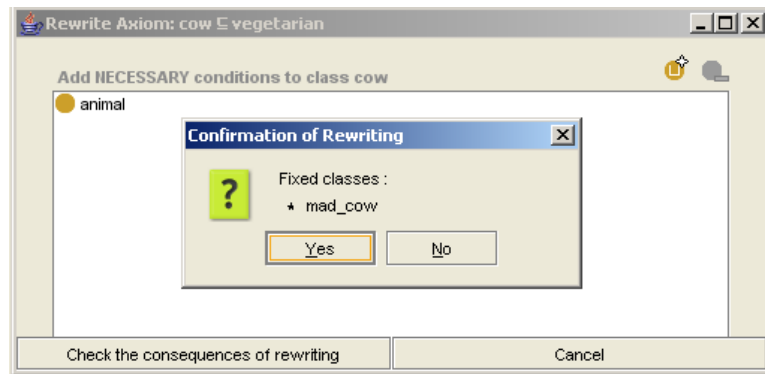 Rewrite Axiom: cow ⊑ vegetarian
Add NECESSARY conditions to class cow
animal
Confirmation of Rewriting
?
Fixed classes :
★ mad_cow
Yes
No
Check the consequences of rewriting
Cancel